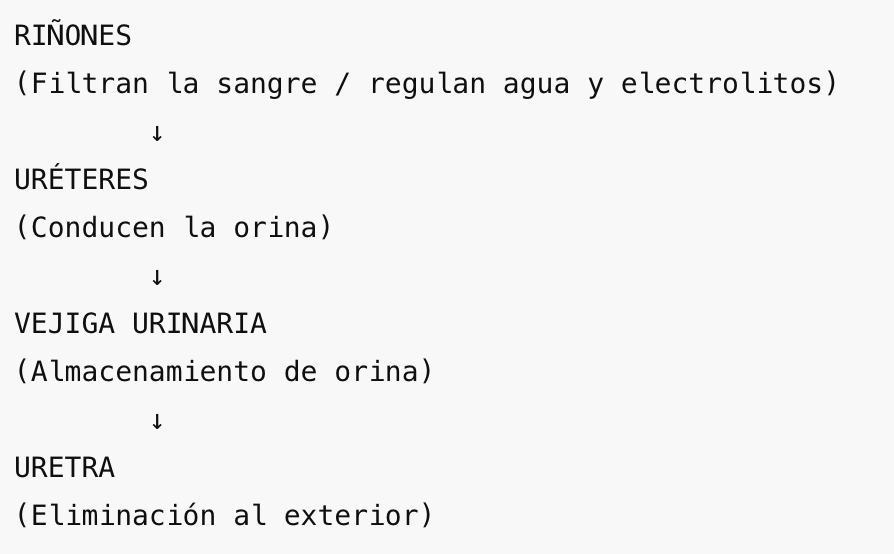 RIÑONES
(Filtran la sangre / regulan agua y electrolitos)
↓
URÉTERES
(Conducen la orina)
↓
VEJIGA URINARIA
(Almacenamiento de orina)
↓
URETRA
(Eliminación al exterior)